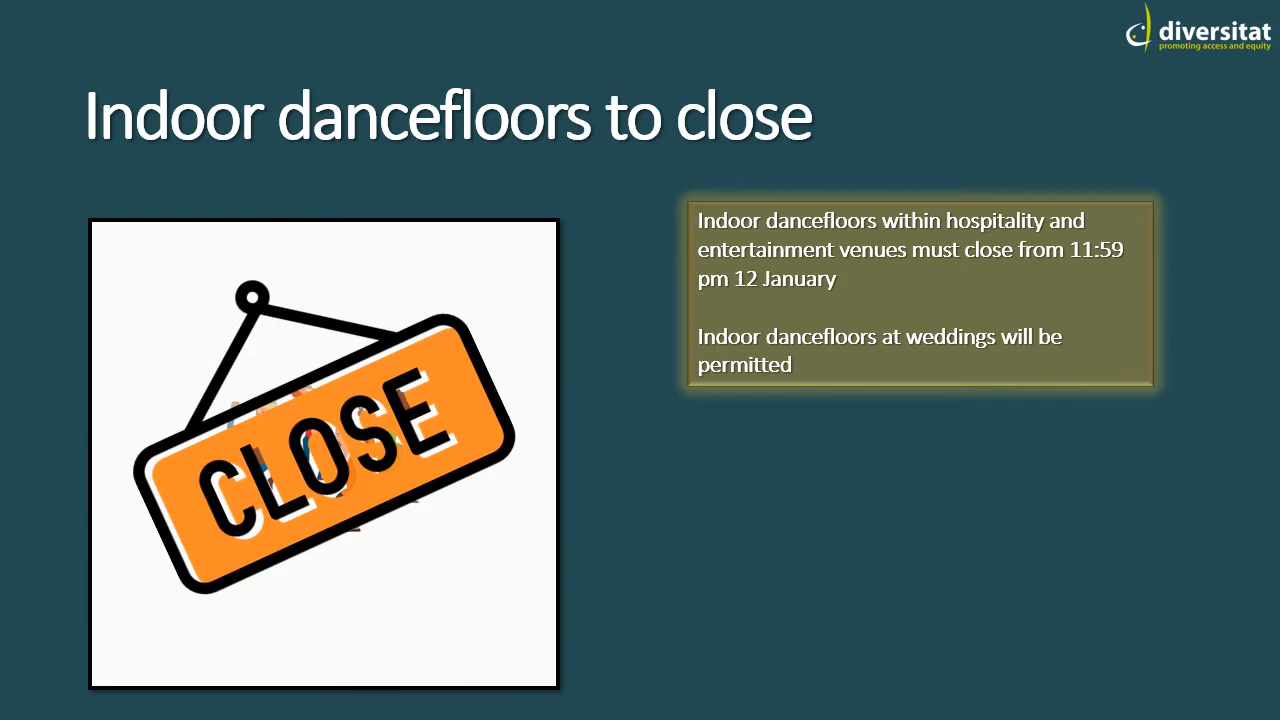 diversitat
promoting access and equity
Indoor dancefloors to close
Indoor dancefloors within hospitality and
entertainment venues must close from 11:59
pm 12 January
Indoor dancefloors at weddings will be
permitted
CLOSE